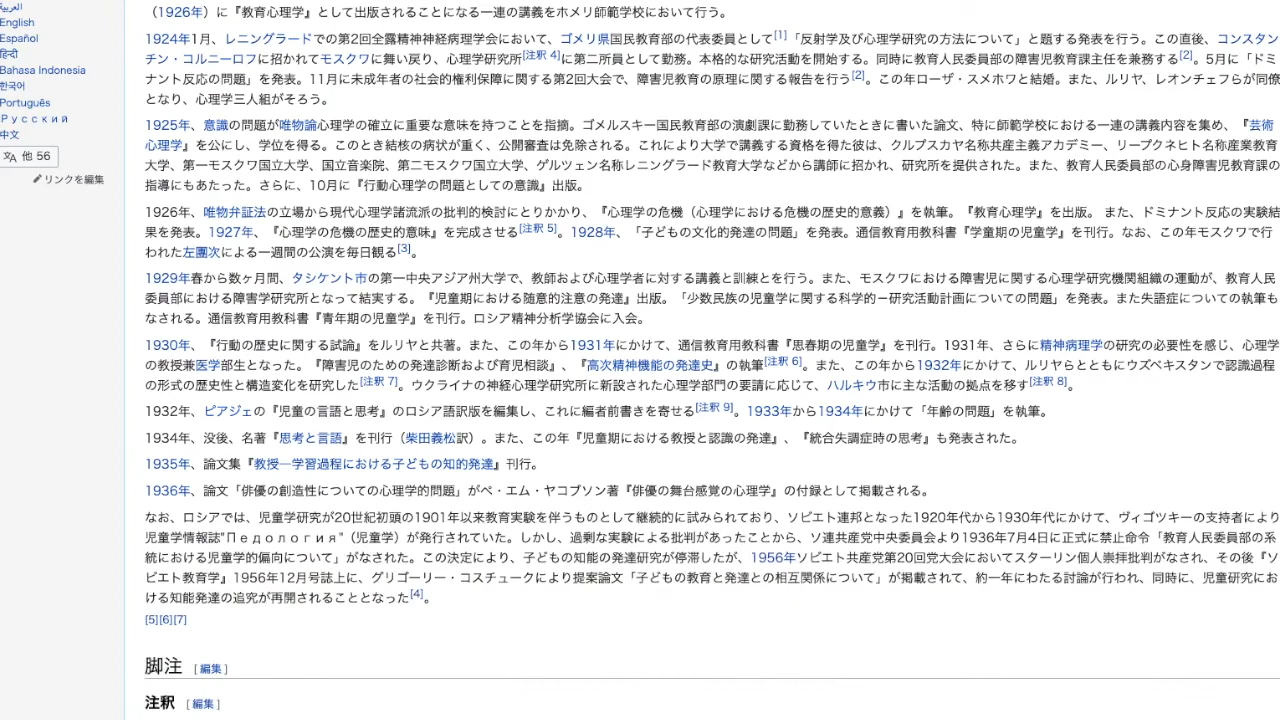 العربية
English
Español
हिन्दी
Bahasa Indonesia
한국어
Português
Русский
中文
他 56
リンクを編集
（1926年）に『教育心理学』として出版されることになる一連の講義をホメリ師範学校において行う。
1924年1月、レニングラードでの第2回全露精神神経病理学会において、ゴメリ県国民教育部の代表委員として[1]「反射学及び心理学研究の方法について」と題する発表を行う。この直後、コンスタン
チン・コルニーロフに招かれてモスクワに舞い戻り、心理学研究所[注釈 4]に第二所員として勤務。本格的な研究活動を開始する。同時に教育人民委員部の障害児教育課主任を兼務する[2]。5月に「ドミ
ナント反応の問題」を発表。11月に未成年者の社会的権利保障に関する第2回大会で、障害児教育の原理に関する報告を行う[2]。この年ローザ・スメホワと結婚。また、ルリヤ、レオンチェフらが同僚
となり、心理学三人組がそろう。
1925年、意識の問題が唯物論心理学の確立に重要な意味を持つことを指摘。ゴメルスキー国民教育部の演劇課に勤務していたときに書いた論文、特に師範学校における一連の講義内容を集め、『芸術
心理学』を公にし、学位を得る。このとき結核の病状が重く、公開審査は免除される。これにより大学で講義する資格を得た彼は、クルプスカヤ名称共産主義アカデミー、リープクネヒト名称産業教育
大学、第一モスクワ国立大学、国立音楽院、第二モスクワ国立大学、ゲルツェン名称レニングラード教育大学などから講師に招かれ、研究所を提供された。また、教育人民委員部の心身障害児教育課の
指導にもあたった。さらに、10月に『行動心理学の問題としての意識』出版。
1926年、唯物弁証法の立場から現代心理学諸流派の批判的検討にとりかかり、『心理学の危機（心理学における危機の歴史的意義）』を執筆。『教育心理学』を出版。 また、ドミナント反応の実験結
果を発表。1927年、『心理学の危機の歴史的意味』を完成させる[注釈 5]。1928年、「子どもの文化的発達の問題」を発表。通信教育用教科書『学童期の児童学』を刊行。なお、この年モスクワで行
われた左團次による一週間の公演を毎日観る[3]。
1929年春から数ヶ月間、タシケント市の第一中央アジア州大学で、教師および心理学者に対する講義と訓練とを行う。また、モスクワにおける障害児に関する心理学研究機関組織の運動が、教育人民
委員部における障害学研究所となって結実する。『児童期における随意的注意の発達』出版。「少数民族の児童学に関する科学的－研究活動計画についての問題」を発表。また失語症についての執筆も
なされる。通信教育用教科書『青年期の児童学』を刊行。ロシア精神分析学協会に入会。
1930年、『行動の歴史に関する試論』をルリヤと共著。また、この年から1931年にかけて、通信教育用教科書『思春期の児童学』を刊行。1931年、さらに精神病理学の研究の必要性を感じ、心理学
の教授兼医学部生となった。『障害児のための発達診断および育児相談』、『高次精神機能の発達史』の執筆[注釈 6]。また、この年から1932年にかけて、ルリヤらとともにウズベキスタンで認識過程
の形式の歴史性と構造変化を研究した[注釈 7]。ウクライナの神経心理学研究所に新設された心理学部門の要請に応じて、ハルキウ市に主な活動の拠点を移す[注釈 8]。
1932年、ピアジェの『児童の言語と思考』のロシア語訳版を編集し、これに編者前書きを寄せる[注釈 9]。1933年から1934年にかけて「年齢の問題」を執筆。
1934年、没後、名著『思考と言語』を刊行（柴田義松訳）。また、この年『児童期における教授と認識の発達』、『統合失調症時の思考』も発表された。
1935年、論文集『教授―学習過程における子どもの知的発達』刊行。
1936年、論文「俳優の創造性についての心理学的問題」がペ・エム・ヤコブソン著『俳優の舞台感覚の心理学』の付録として掲載される。
なお、ロシアでは、児童学研究が20世紀初頭の1901年以来教育実験を伴うものとして継続的に試みられており、ソビエト連邦となった1920年代から1930年代にかけて、ヴィゴツキーの支持者により
児童学情報誌"Педология"（児童学）が発行されていた。しかし、過剰な実験による批判があったことから、ソ連共産党中央委員会より1936年7月4日に正式に禁止命令「教育人民委員部の系
統における児童学的偏向について」がなされた。この決定により、子どもの知能の発達研究が停滞したが、1956年ソビエト共産党第20回党大会においてスターリン個人崇拝批判がなされ、その後『ソ
ビエト教育学』1956年12月号誌上に、グリゴーリー・コスチュークにより提案論文「子どもの教育と発達との相互関係について」が掲載されて、約一年にわたる討論が行われ、同時に、児童研究にお
ける知能発達の追究が再開されることとなった[4]。
[5][6][7]
脚注 [編集]
注釈 [編集]